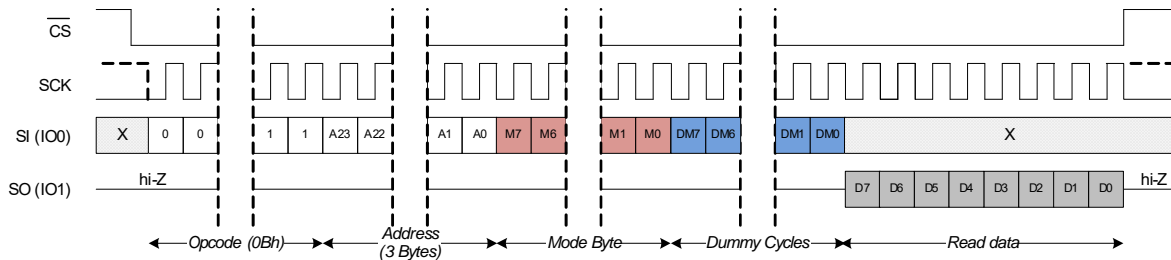 CS
SCK
SI (IO0) X 0 0 1 1 A23 A22 A1 A0 M7 M6 M1 M0 DM7 DM6 DM1 DM0 X
SO (IO1) hi-Z D7 D6 D5 D4 D3 D2 D1 D0 hi-Z
Opcode (0Bh) Address Mode Byte Dummy Cycles Read data
(3 Bytes)